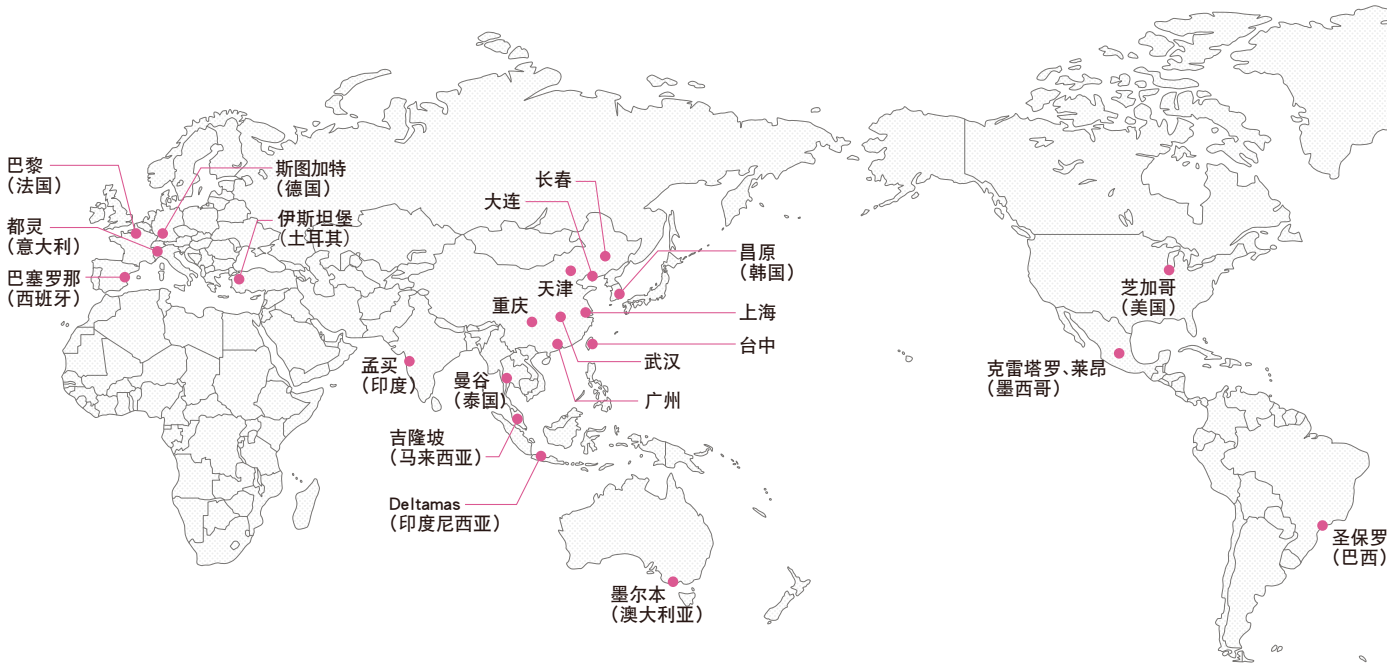 巴黎
（法国）
斯图加特
（德国）
都灵
（意大利）
伊斯坦堡
（土耳其）
巴塞罗那
（西班牙）
长春
大连
昌原
（韩国）
天津
重庆
上海
台中
武汉
广州
孟买
（印度）
曼谷
（泰国）
吉隆坡
（马来西亚）
Deltamas
（印度尼西亚）
墨尔本
（澳大利亚）
芝加哥
（美国）
克雷塔罗、莱昂
（墨西哥）
圣保罗
（巴西）